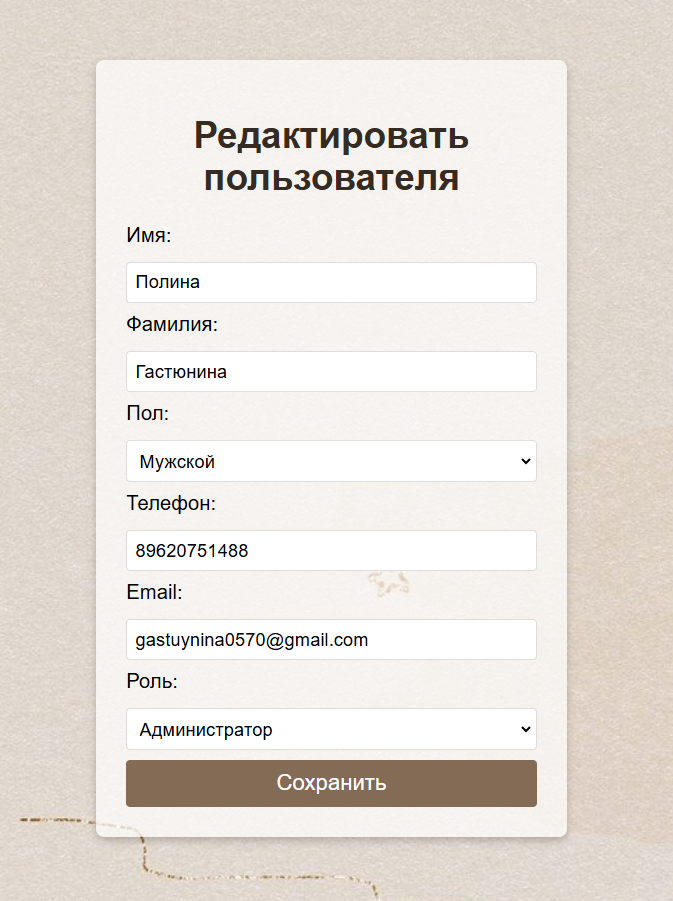 Редактировать
пользователя
Имя:
Полина
Фамилия:
Гастюнина
Пол:
Мужской
Телефон:
89620751488
Email:
gastuynina0570@gmail.com
Роль:
Администратор
Сохранить